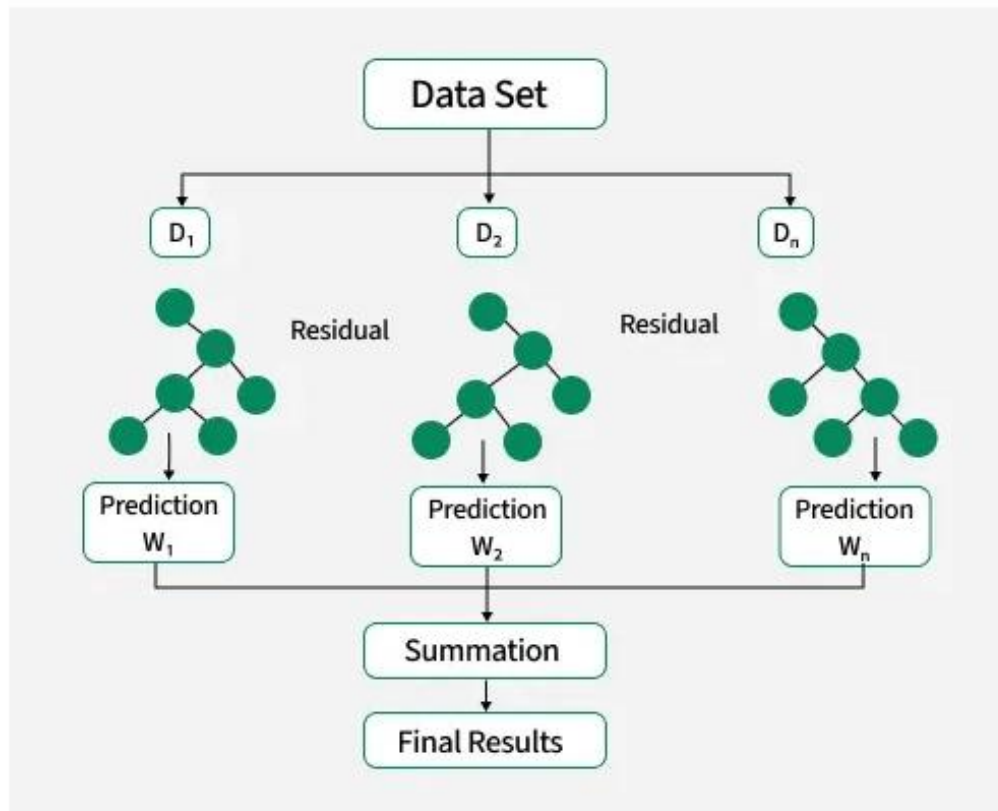 Data Set
D₁
D₂
Dₙ
Residual
Residual
Prediction
W₁
Prediction
W₂
Prediction
Wₙ
Summation
Final Results